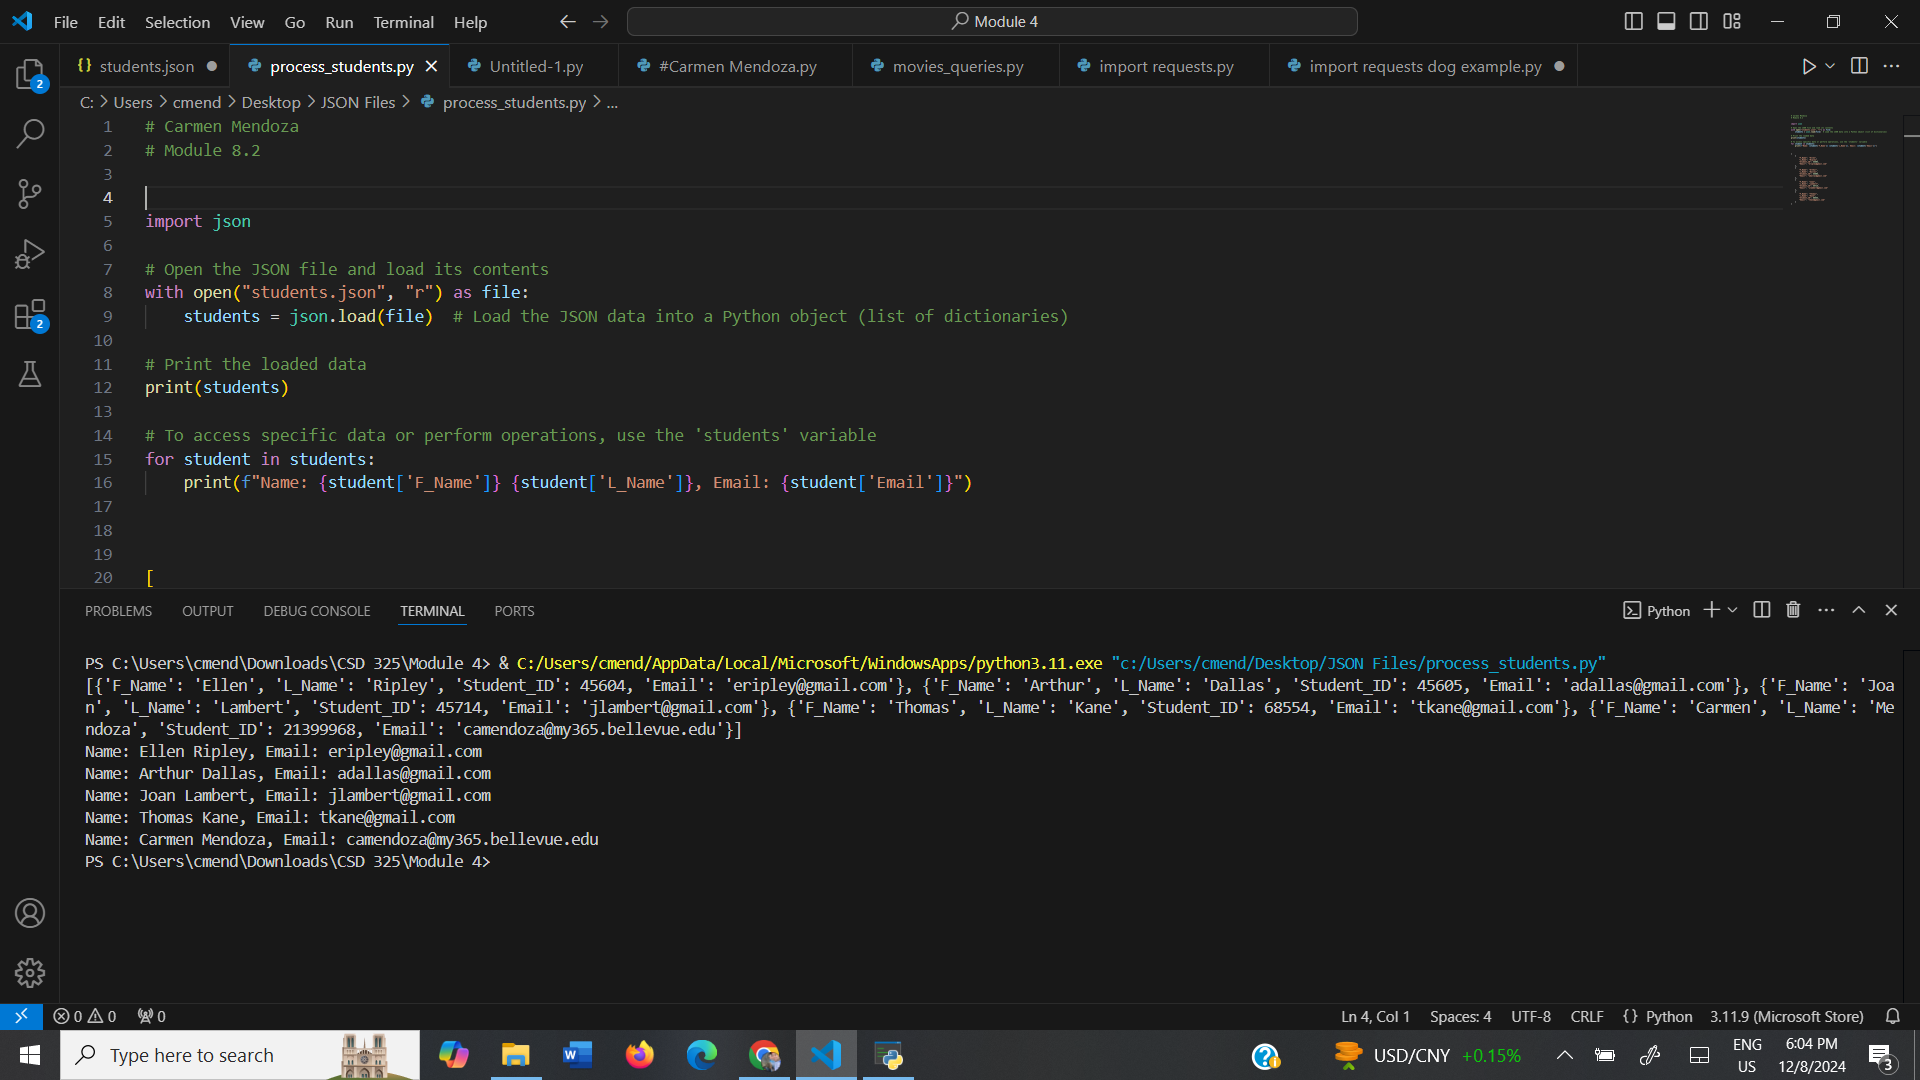 File Edit Selection View Go Run Terminal Help Module 4
2 students.json process_students.py Untitled-1.py #Carmen Mendoza.py movies_queries.py import requests.py import requests dog example.py
C: > Users > cmend > Desktop > JSON Files > process_students.py > ...
1 # Carmen Mendoza
2 # Module 8.2
3
4
5 import json
6
7 # Open the JSON file and load its contents
8 with open("students.json", "r") as file:
9 students = json.load(file) # Load the JSON data into a Python object (list of dictionaries)
10
11 # Print the loaded data
12 print(students)
13
14 # To access specific data or perform operations, use the 'students' variable
15 for student in students:
16 print(f"Name: {student['F_Name']} {student['L_Name']}, Email: {student['Email']}")
17
18
19
20 [
2
PROBLEMS OUTPUT DEBUG CONSOLE TERMINAL PORTS Python
PS C:\Users\cmend\Downloads\CSD 325\Module 4> & C:/Users/cmend/AppData/Local/Microsoft/WindowsApps/python3.11.exe "c:/Users/cmend/Desktop/JSON Files/process_students.py"
[{'F_Name': 'Ellen', 'L_Name': 'Ripley', 'Student_ID': 45604, 'Email': 'eripley@gmail.com'}, {'F_Name': 'Arthur', 'L_Name': 'Dallas', 'Student_ID': 45605, 'Email': 'adallas@gmail.com'}, {'F_Name': 'Joa
n', 'L_Name': 'Lambert', 'Student_ID': 45714, 'Email': 'jlambert@gmail.com'}, {'F_Name': 'Thomas', 'L_Name': 'Kane', 'Student_ID': 68554, 'Email': 'tkane@gmail.com'}, {'F_Name': 'Carmen', 'L_Name': 'Me
ndoza', 'Student_ID': 21399968, 'Email': 'camendoza@my365.bellevue.edu'}]
Name: Ellen Ripley, Email: eripley@gmail.com
Name: Arthur Dallas, Email: adallas@gmail.com
Name: Joan Lambert, Email: jlambert@gmail.com
Name: Thomas Kane, Email: tkane@gmail.com
Name: Carmen Mendoza, Email: camendoza@my365.bellevue.edu
PS C:\Users\cmend\Downloads\CSD 325\Module 4>
0 0 0 Ln 4, Col 1 Spaces: 4 UTF-8 CRLF {} Python 3.11.9 (Microsoft Store)
Type here to search USD/CNY +0.15% ENG US 6:04 PM 12/8/2024 3